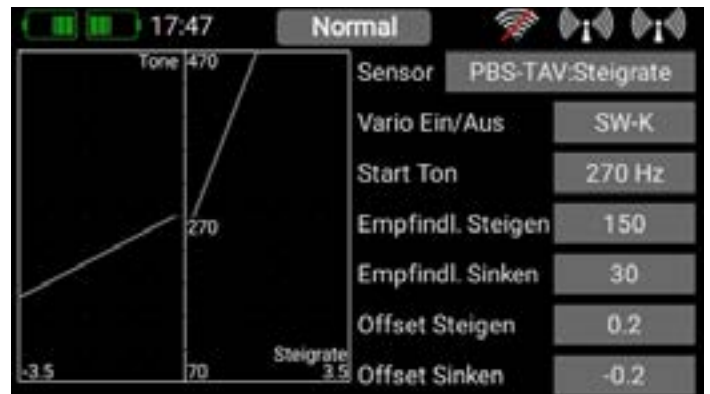 17:47 Normal
Tone 470
270
Steigrate
-3.5 70 3.5
Sensor PBS-TAV:Steigrate
Vario Ein/Aus SW-K
Start Ton 270 Hz
Empfindl. Steigen 150
Empfindl. Sinken 30
Offset Steigen 0.2
Offset Sinken -0.2